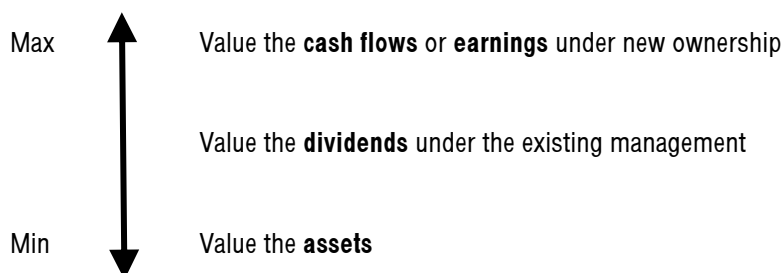 Max Value the cash flows or earnings under new ownership
Value the dividends under the existing management
Min Value the assets